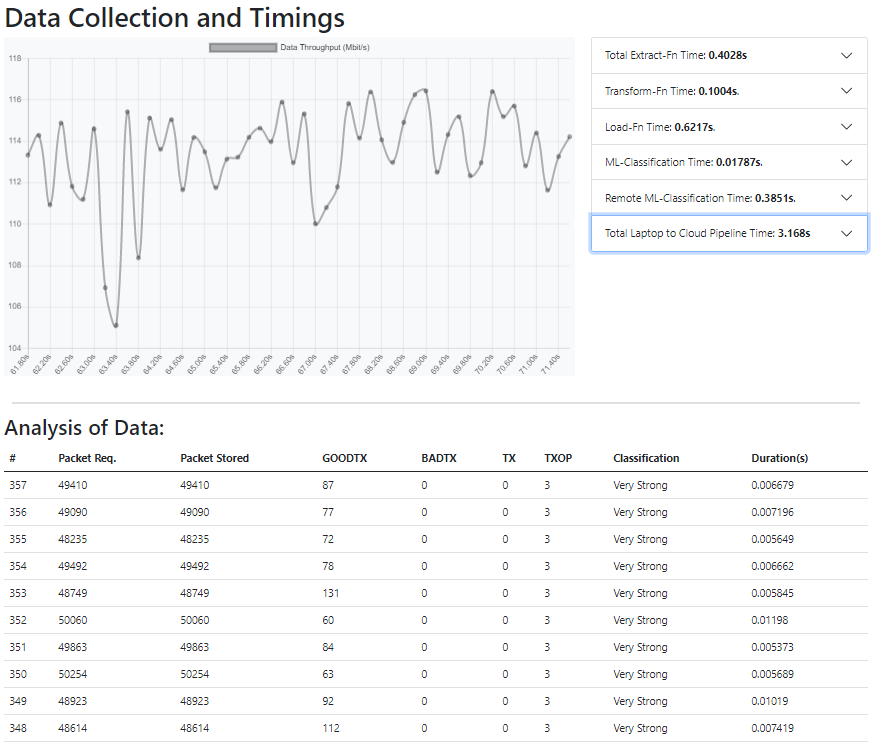 Data Collection and Timings
Data Throughput (Mbit/s)
118
116
114
112
110
108
106
104
61.80s 62.20s 62.60s 63.00s 63.40s 63.80s 64.20s 64.60s 65.00s 65.40s 65.80s 66.20s 66.60s 67.00s 67.40s 67.80s 68.20s 68.60s 69.00s 69.40s 69.80s 70.20s 70.60s 71.00s 71.40s
Total Extract-Fn Time: 0.4028s
Transform-Fn Time: 0.1004s.
Load-Fn Time: 0.6217s.
ML-Classification Time: 0.01787s.
Remote ML-Classification Time: 0.3851s.
Total Laptop to Cloud Pipeline Time: 3.168s
Analysis of Data:
# Packet Req. Packet Stored GOODTX BADTX TX TXOP Classification Duration(s)
357 49410 49410 87 0 0 3 Very Strong 0.006679
356 49090 49090 77 0 0 3 Very Strong 0.007196
355 48235 48235 72 0 0 3 Very Strong 0.005649
354 49492 49492 78 0 0 3 Very Strong 0.006662
353 48749 48749 131 0 0 3 Very Strong 0.005845
352 50060 50060 60 0 0 3 Very Strong 0.01198
351 49863 49863 84 0 0 3 Very Strong 0.005373
350 50254 50254 63 0 0 3 Very Strong 0.005689
349 48923 48923 92 0 0 3 Very Strong 0.01019
348 48614 48614 112 0 0 3 Very Strong 0.007419